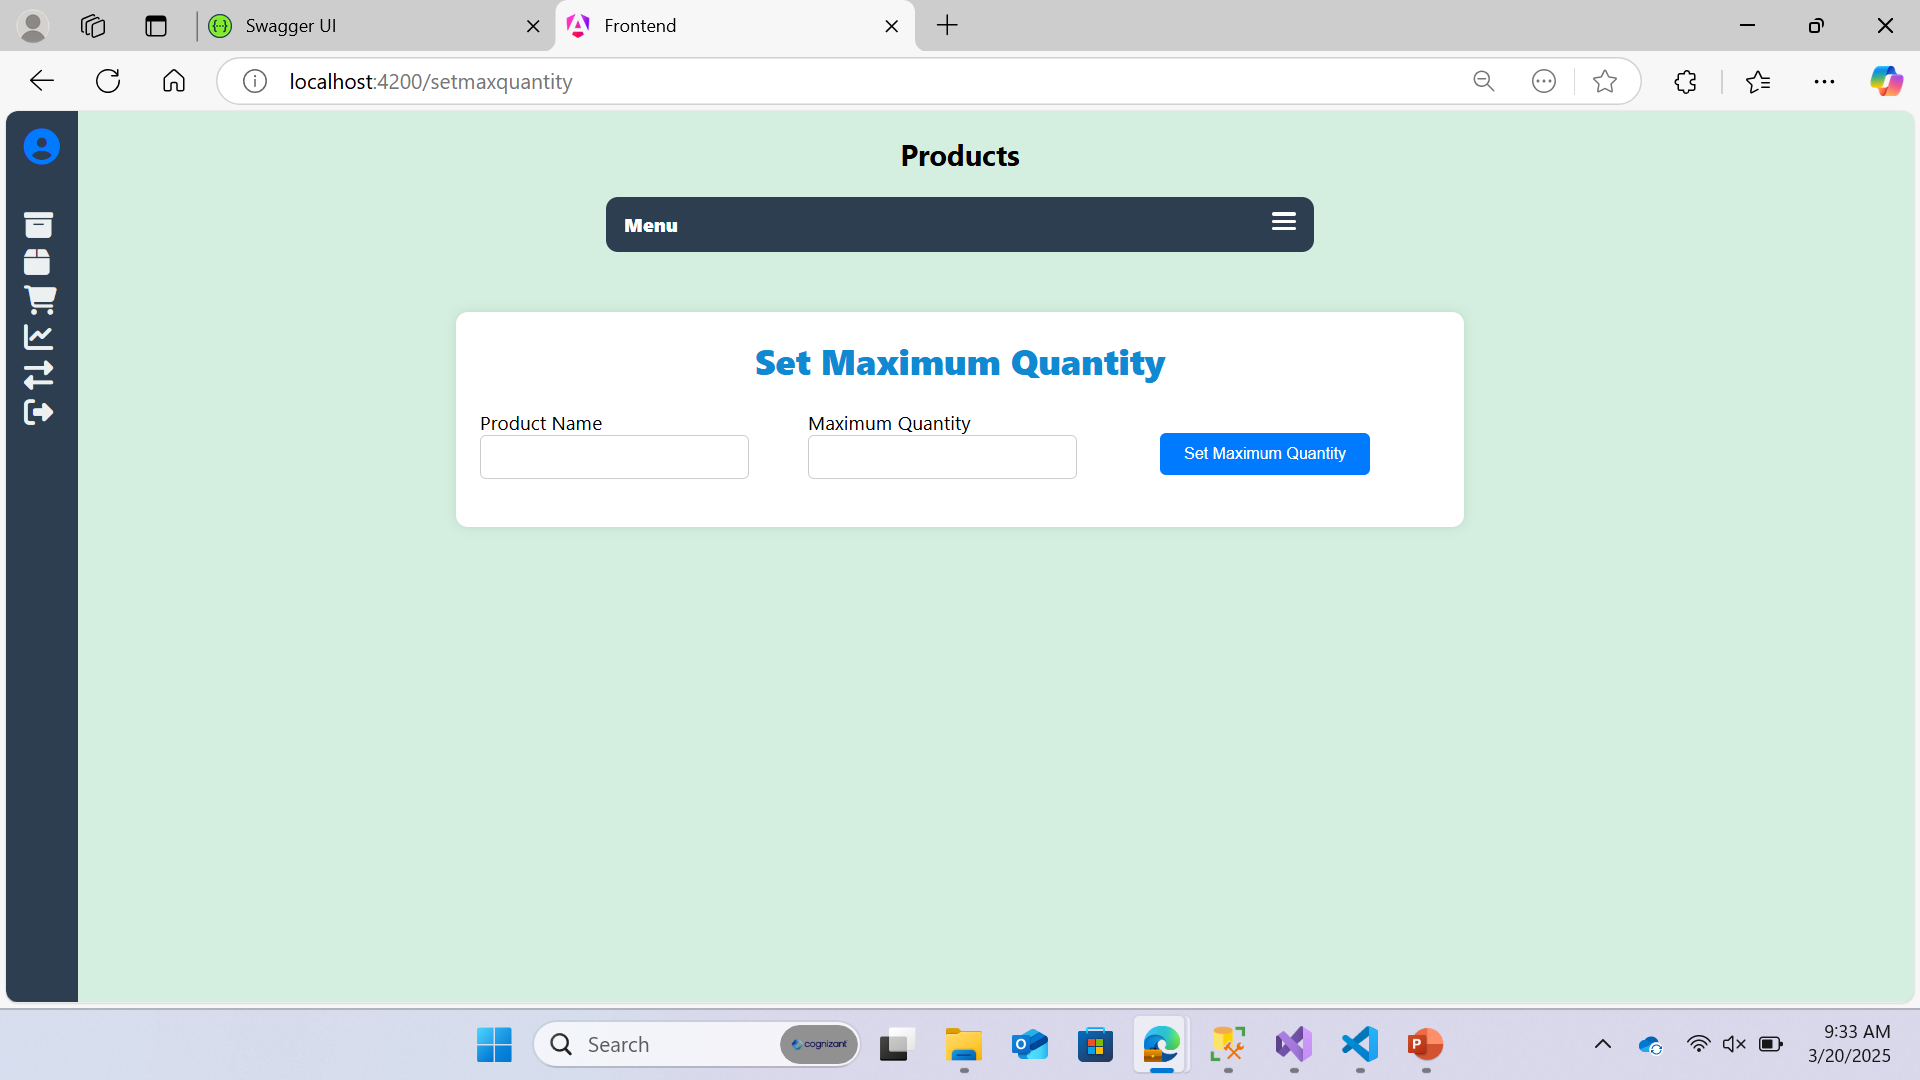 Swagger UI
Frontend
localhost:4200/setmaxquantity
Products
Menu
Set Maximum Quantity
Product Name
Maximum Quantity
Set Maximum Quantity
Search
cognizant
9:33 AM
3/20/2025